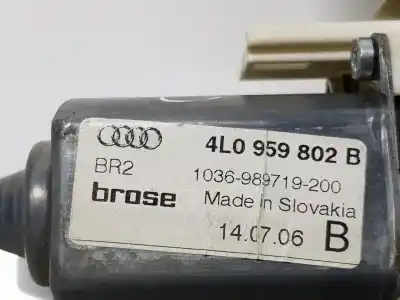 4L0 959 802 B
BR2 1036-989719-200
brose Made in Slovakia
14.07.06 B